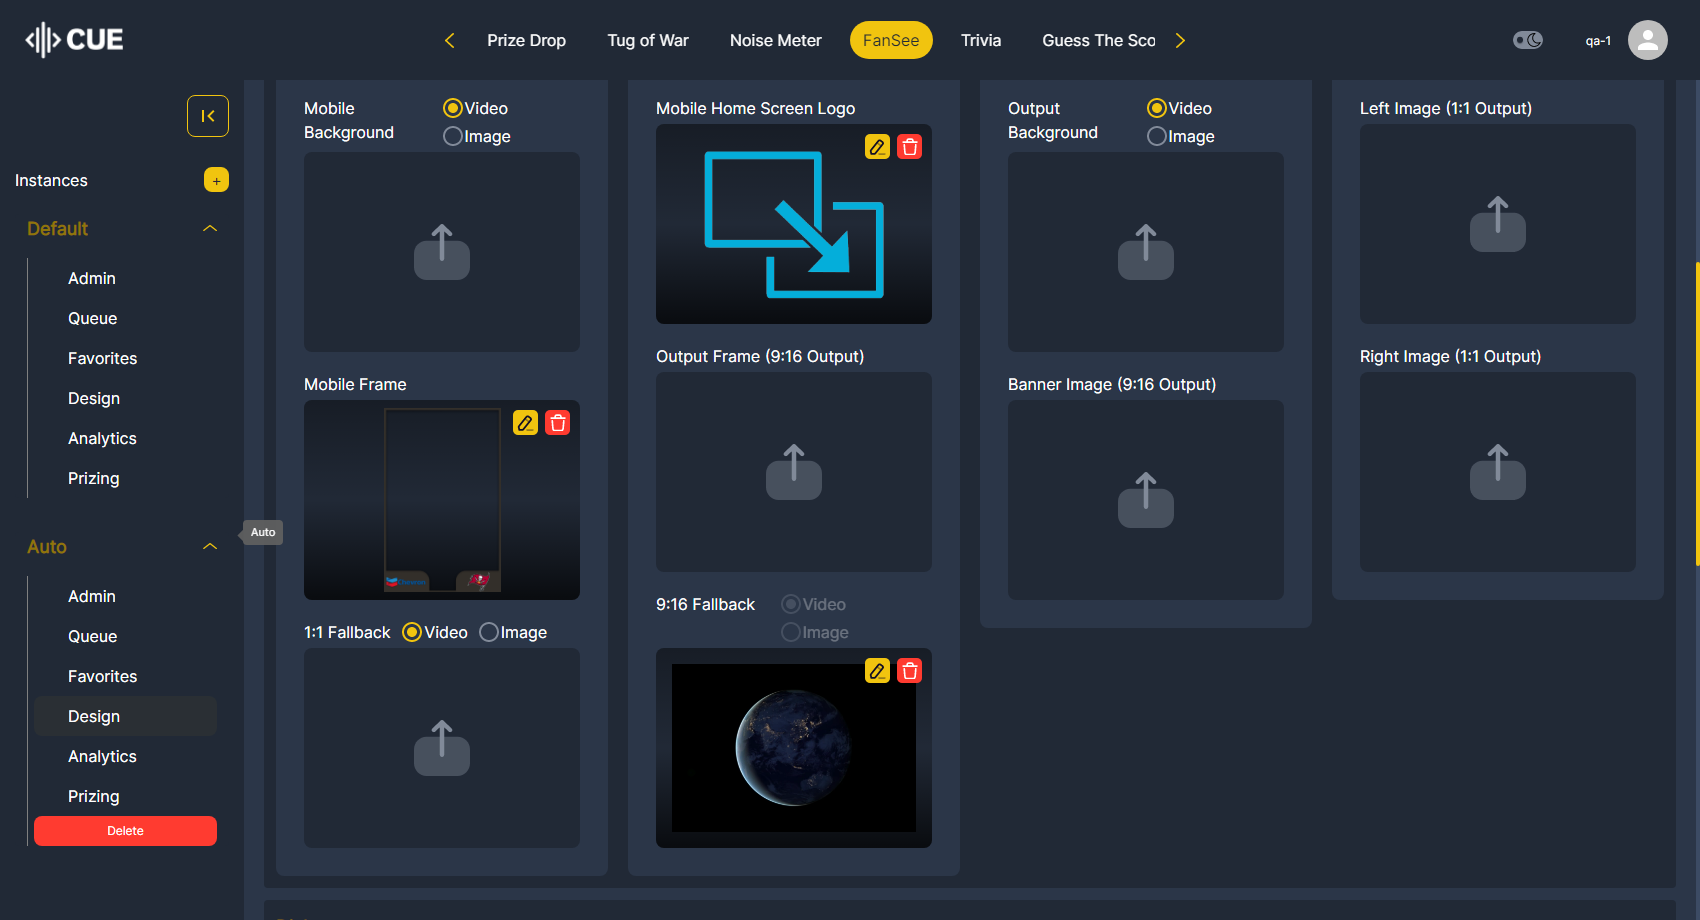 CUE
Prize Drop
Tug of War
Noise Meter
FanSee
Trivia
Guess The Sco
qa-1
Instances
+
Default
Admin
Queue
Favorites
Design
Analytics
Prizing
Auto
Auto
Admin
Queue
Favorites
Design
Analytics
Prizing
Delete
Mobile
Background
Video
Image
Mobile Frame
1:1 Fallback
Video
Image
Mobile Home Screen Logo
Output Frame (9:16 Output)
9:16 Fallback
Video
Image
Output
Background
Video
Image
Banner Image (9:16 Output)
Left Image (1:1 Output)
Right Image (1:1 Output)